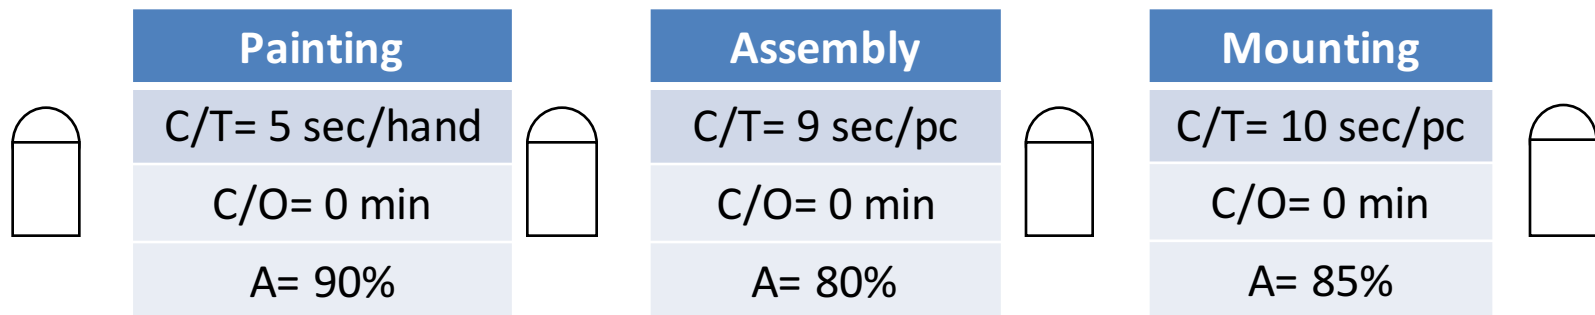 Painting
C/T= 5 sec/hand
C/O= 0 min
A= 90%
Assembly
C/T= 9 sec/pc
C/O= 0 min
A= 80%
Mounting
C/T= 10 sec/pc
C/O= 0 min
A= 85%